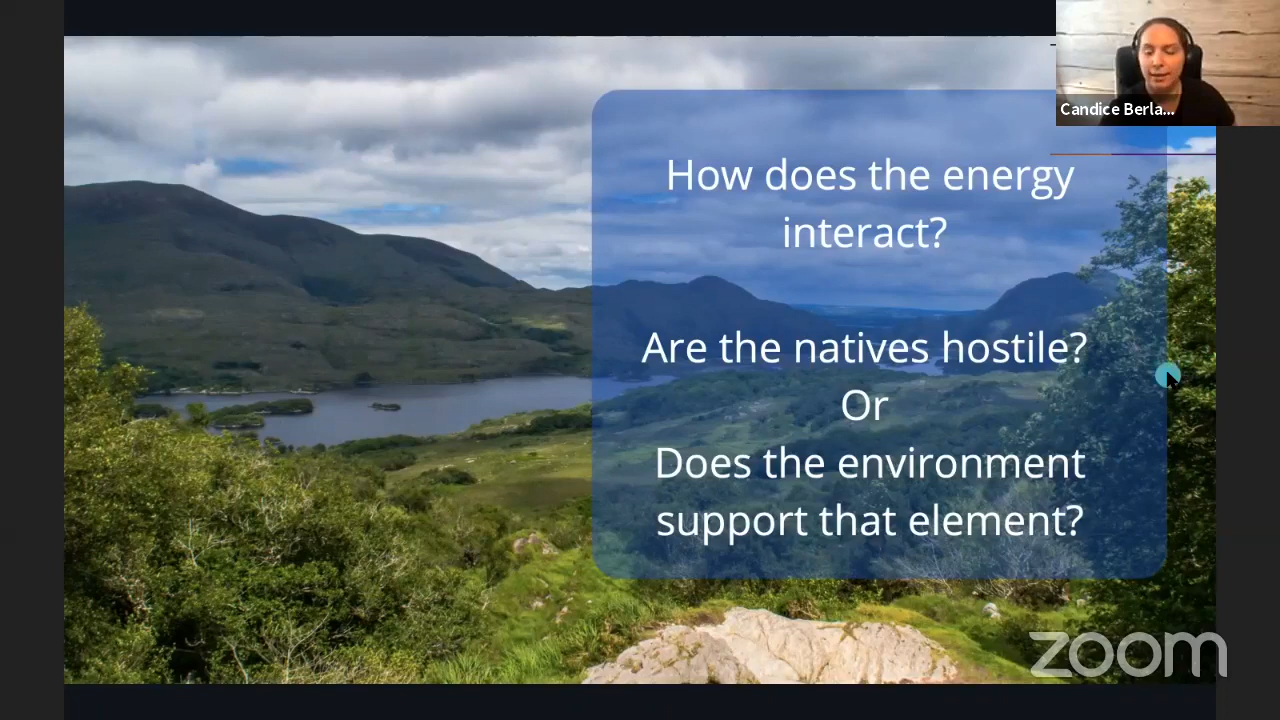 Candice Berla...
How does the energy
interact?
Are the natives hostile?
Or
Does the environment
support that element?
zoom